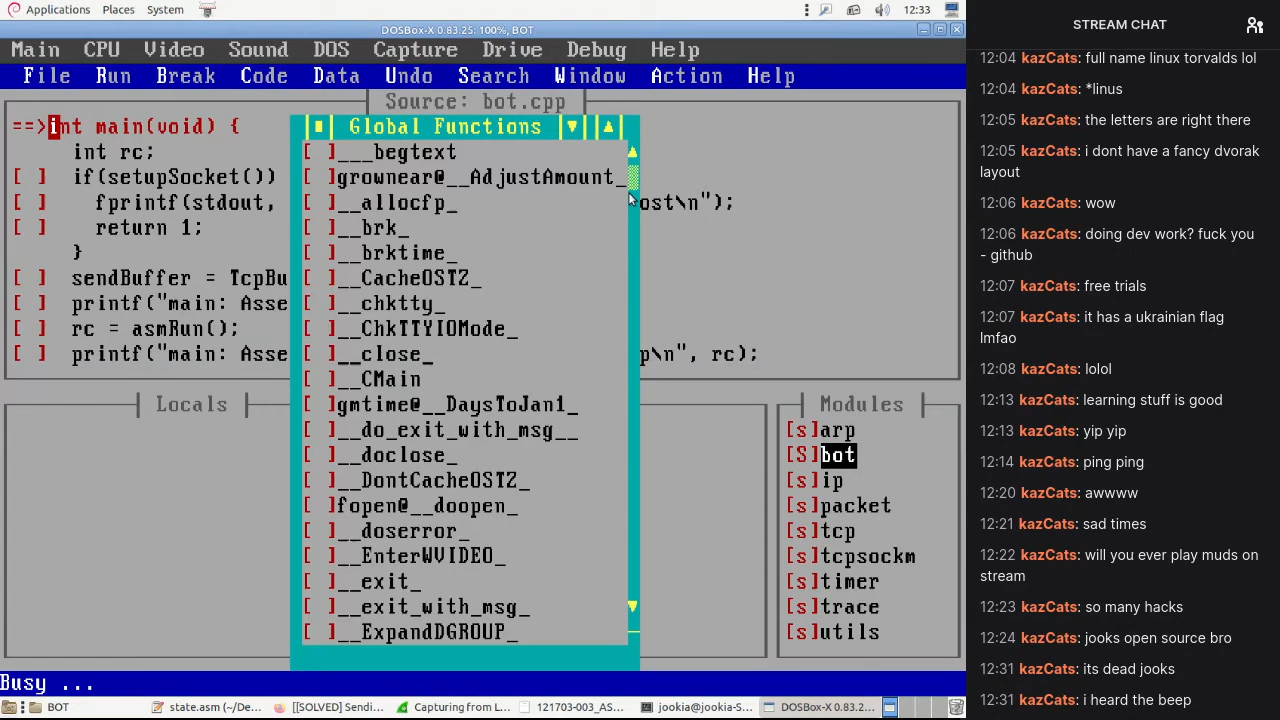 Applications Places System
12:33
DOSBox-X 0.83.25: 100%, BOT
Main CPU Video Sound DOS Capture Drive Debug Help
File Run Break Code Data Undo Search Window Action Help
Source: bot.cpp
==>int main(void) {
int rc;
[ ] if(setupSocket())
[ ] fprintf(stdout, ost\n");
[ ] return 1;
}
[ ] sendBuffer = TcpBu
[ ] printf("main: Asse
[ ] rc = asmRun();
[ ] printf("main: Asse p\n", rc);
Global Functions
[ ]___begtext
[ ]grownear@__AdjustAmount_
[ ]__allocfp_
[ ]__brk_
[ ]__brktime_
[ ]__CacheOSTZ_
[ ]__chktty_
[ ]__ChkTTYIOMode_
[ ]__close_
[ ]__CMain
[ ]gmtime@__DaysToJan1_
[ ]__do_exit_with_msg__
[ ]__doclose_
[ ]__DontCacheOSTZ_
[ ]fopen@__doopen_
[ ]__doserror_
[ ]__EnterWVIDEO_
[ ]__exit_
[ ]__exit_with_msg_
[ ]__ExpandDGROUP_
Locals
Modules
[s]arp
[S]bot
[s]ip
[s]packet
[s]tcp
[s]tcpsockm
[s]timer
[s]trace
[s]utils
Busy ...
BOT
state.asm (~/De...
[[SOLVED] Sendi...
Capturing from L...
121703-003_AS...
jookia@jookia-S...
DOSBox-X 0.83.2...
STREAM CHAT
12:04 kazCats: full name linux torvalds lol
12:04 kazCats: *linus
12:05 kazCats: the letters are right there
12:05 kazCats: i dont have a fancy dvorak
layout
12:06 kazCats: wow
12:06 kazCats: doing dev work? fuck you
- github
12:07 kazCats: free trials
12:07 kazCats: it has a ukrainian flag
lmfao
12:08 kazCats: lolol
12:13 kazCats: learning stuff is good
12:13 kazCats: yip yip
12:14 kazCats: ping ping
12:20 kazCats: awwww
12:21 kazCats: sad times
12:22 kazCats: will you ever play muds on
stream
12:23 kazCats: so many hacks
12:24 kazCats: jooks open source bro
12:31 kazCats: its dead jooks
12:31 kazCats: i heard the beep